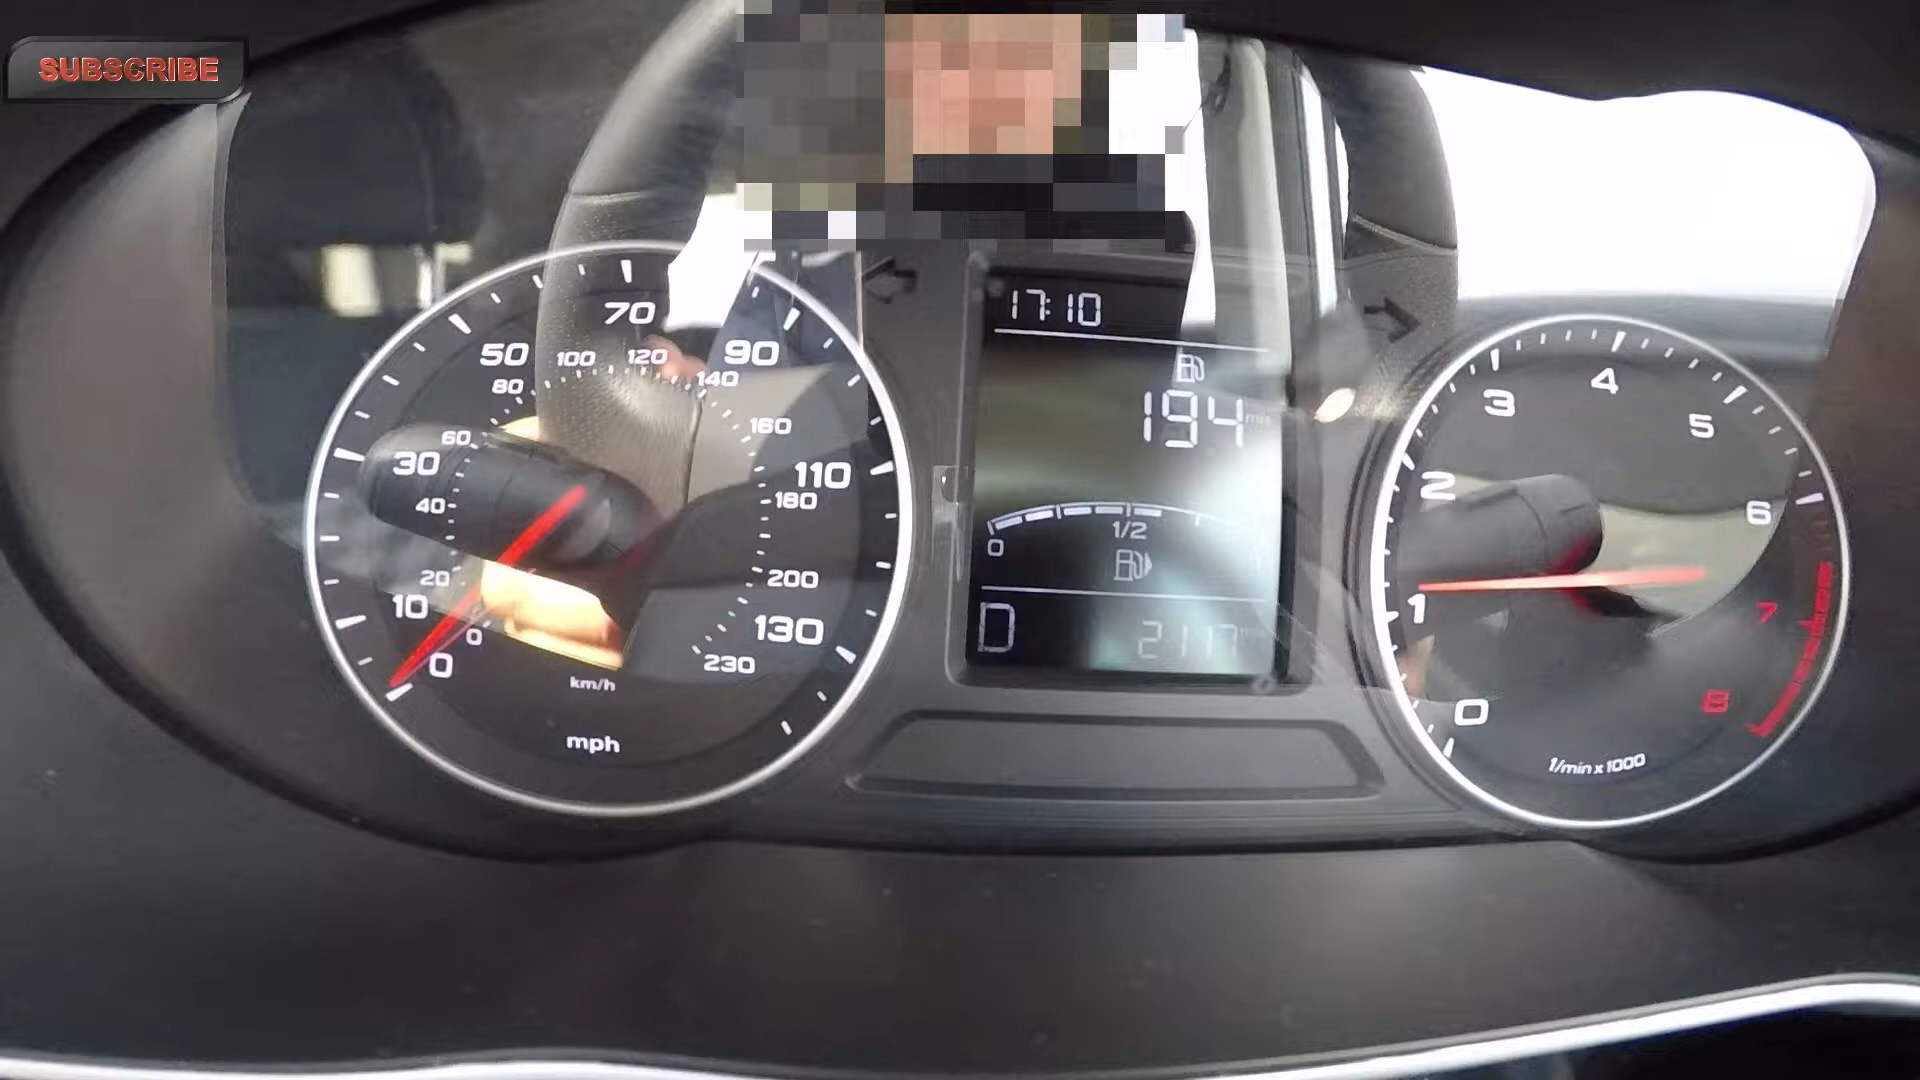 SUBSCRIBE
17:10
194 mls
0 1/2
D 2117
0 10 30 50 70 90 110 130
0 20 40 60 80 100 120 140 160 180 200 230
km/h
mph
0 1 2 3 4 5 6 7 8
1/min x 1000